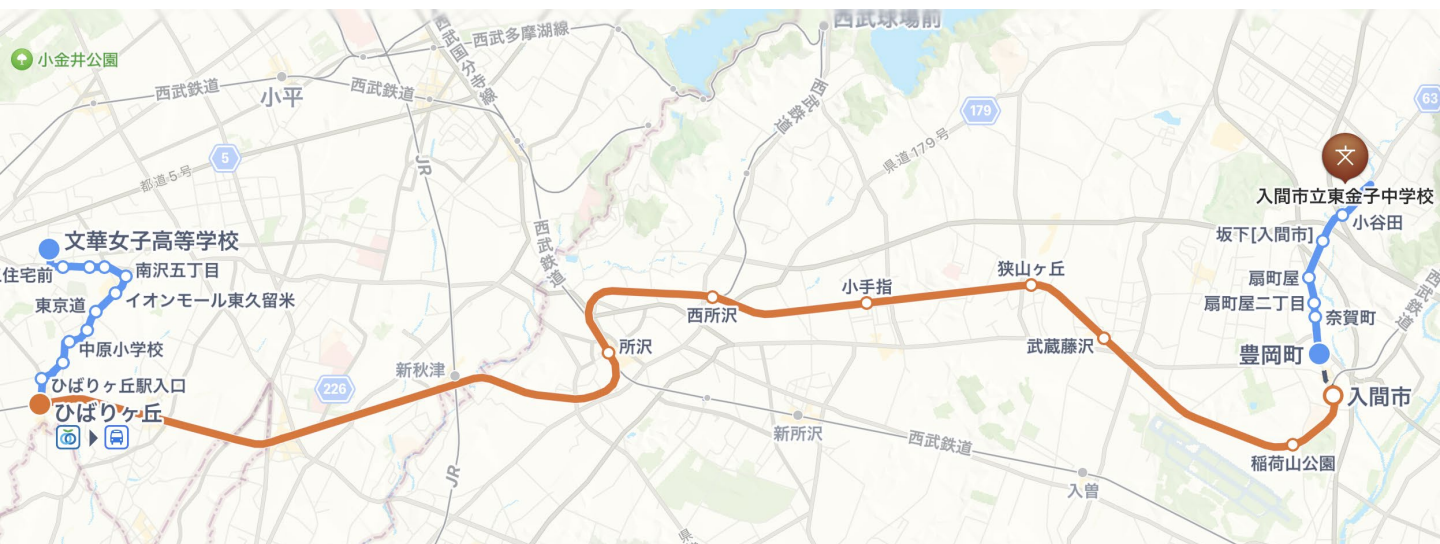 西武球場前
小金井公園
西武多摩湖線
西武国分寺線
西武鉄道
小平
西武鉄道
西武鉄道
179
63
県道179号
5
都道5号
JR
入間市立東金子中学校
小谷田
坂下[入間市]
文華女子高等学校
住宅前
南沢五丁目
イオンモール東久留米
東京道
中原小学校
ひばりヶ丘駅入口
ひばりヶ丘
西武鉄道
扇町屋
扇町屋二丁目
奈賀町
西武鉄道
豊岡町
入間市
狭山ヶ丘
小手指
西所沢
所沢
武蔵藤沢
新秋津
226
新所沢
西武鉄道
稲荷山公園
入曽
JR
県